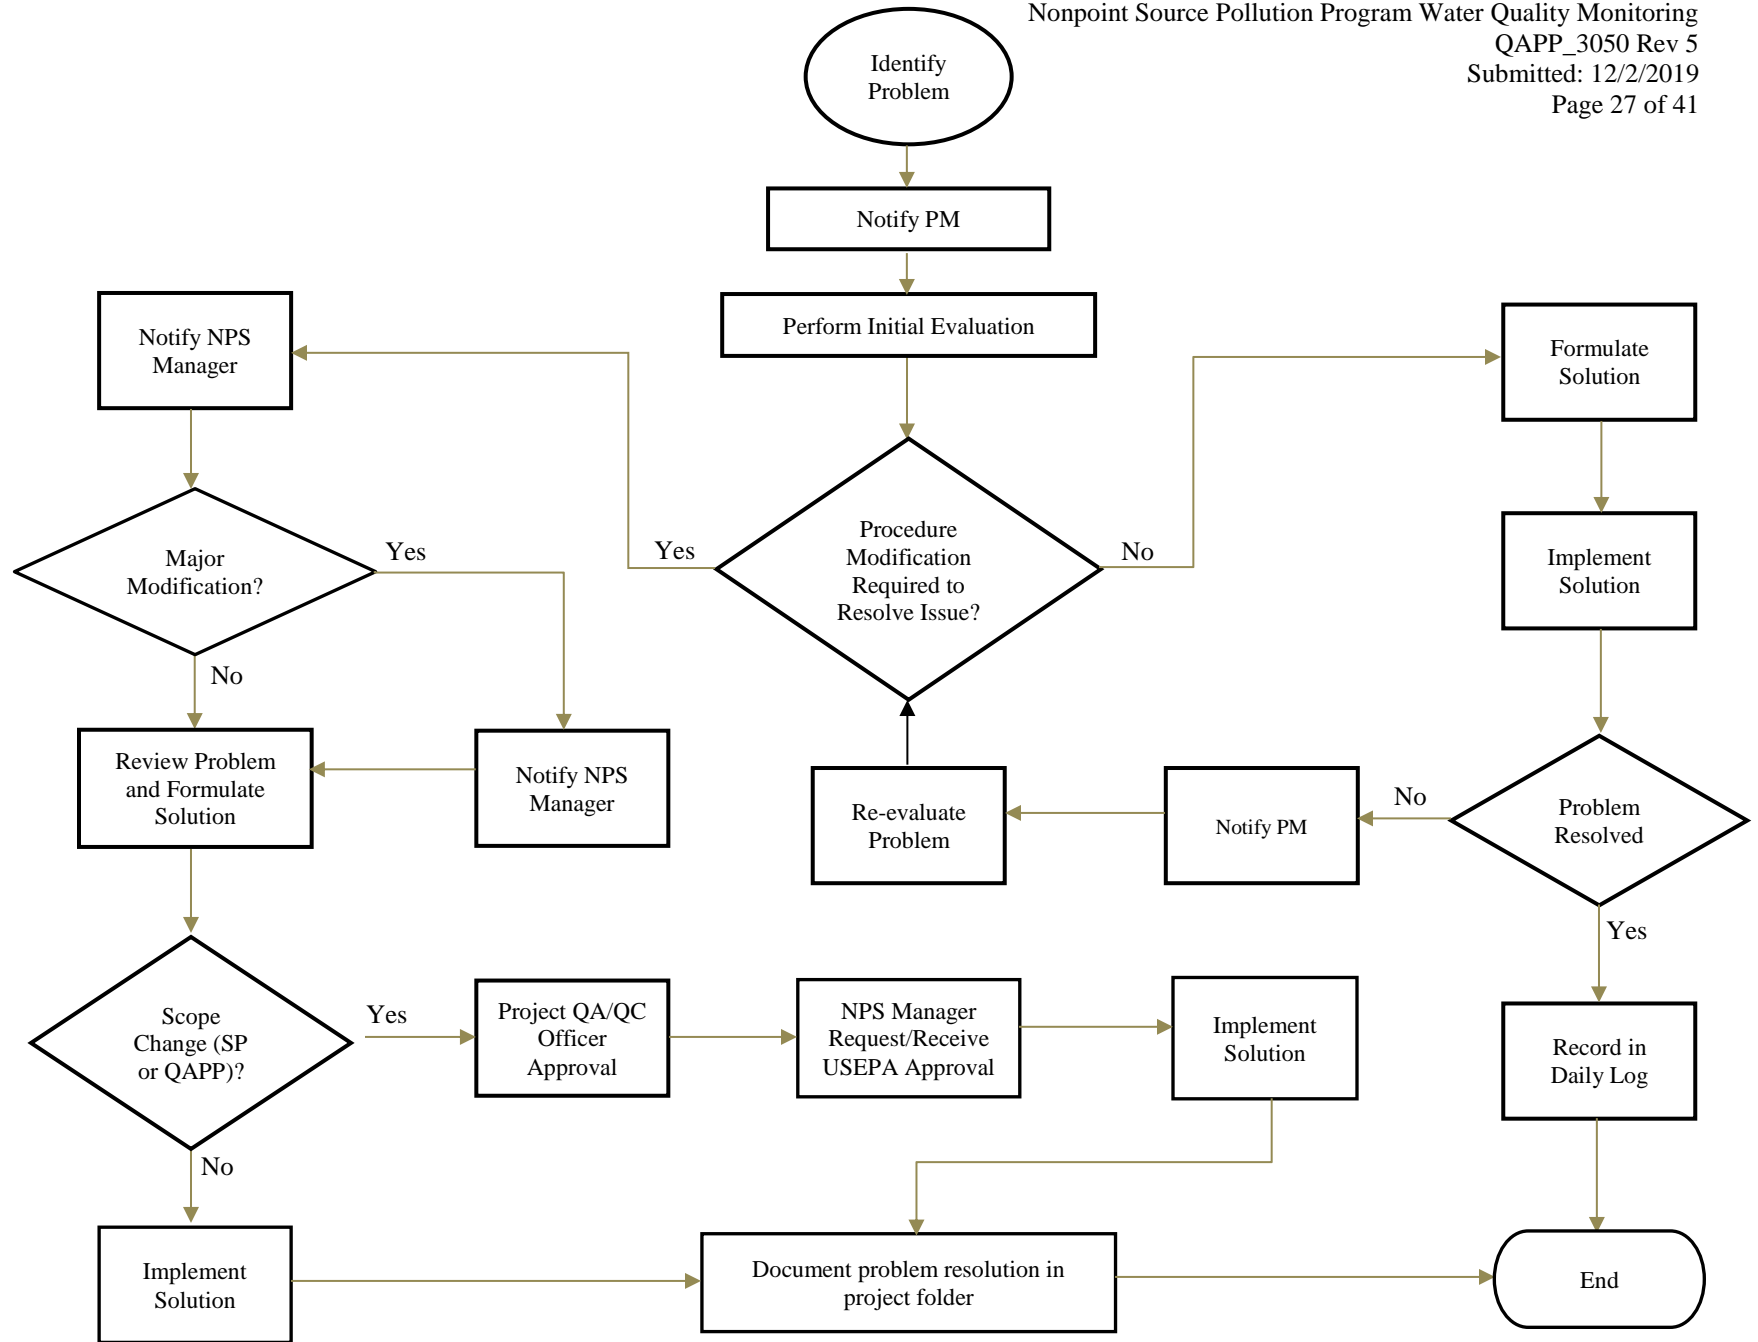 Nonpoint Source Pollution Program Water Quality Monitoring
QAPP_3050 Rev 5
Submitted: 12/2/2019
Page 27 of 41
Identify
Problem
Notify PM
Perform Initial Evaluation
Notify NPS
Manager
Formulate
Solution
Procedure
Modification
Required to
Resolve Issue?
Yes
No
Major
Modification?
Yes
No
Implement
Solution
Review Problem
and Formulate
Solution
Notify NPS
Manager
Re-evaluate
Problem
Notify PM
No
Problem
Resolved
Yes
Scope
Change (SP
or QAPP)?
Yes
Project QA/QC
Officer
Approval
NPS Manager
Request/Receive
USEPA Approval
Implement
Solution
Record in
Daily Log
No
Implement
Solution
Document problem resolution in
project folder
End